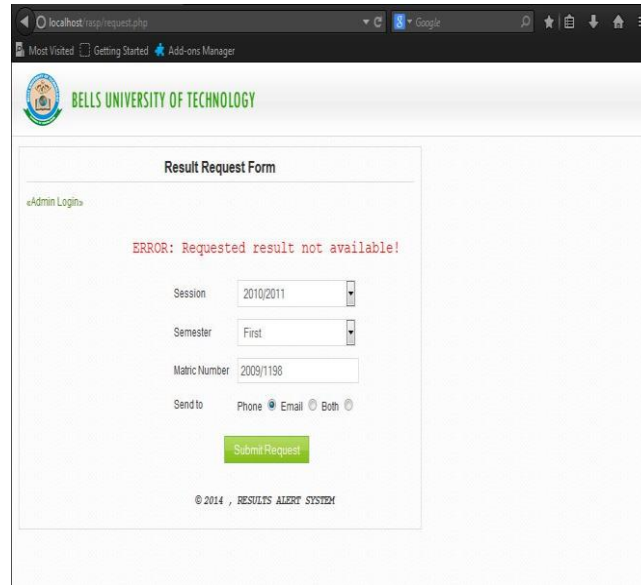 localhost/rasp/request.php
Google
Most Visited Getting Started Add-ons Manager
BELLS UNIVERSITY OF TECHNOLOGY
Result Request Form
«Admin Login»
ERROR: Requested result not available!
Session 2010/2011
Semester First
Matric Number 2009/1198
Send to Phone Email Both
Submit Request
© 2014 , RESULTS ALERT SYSTEM